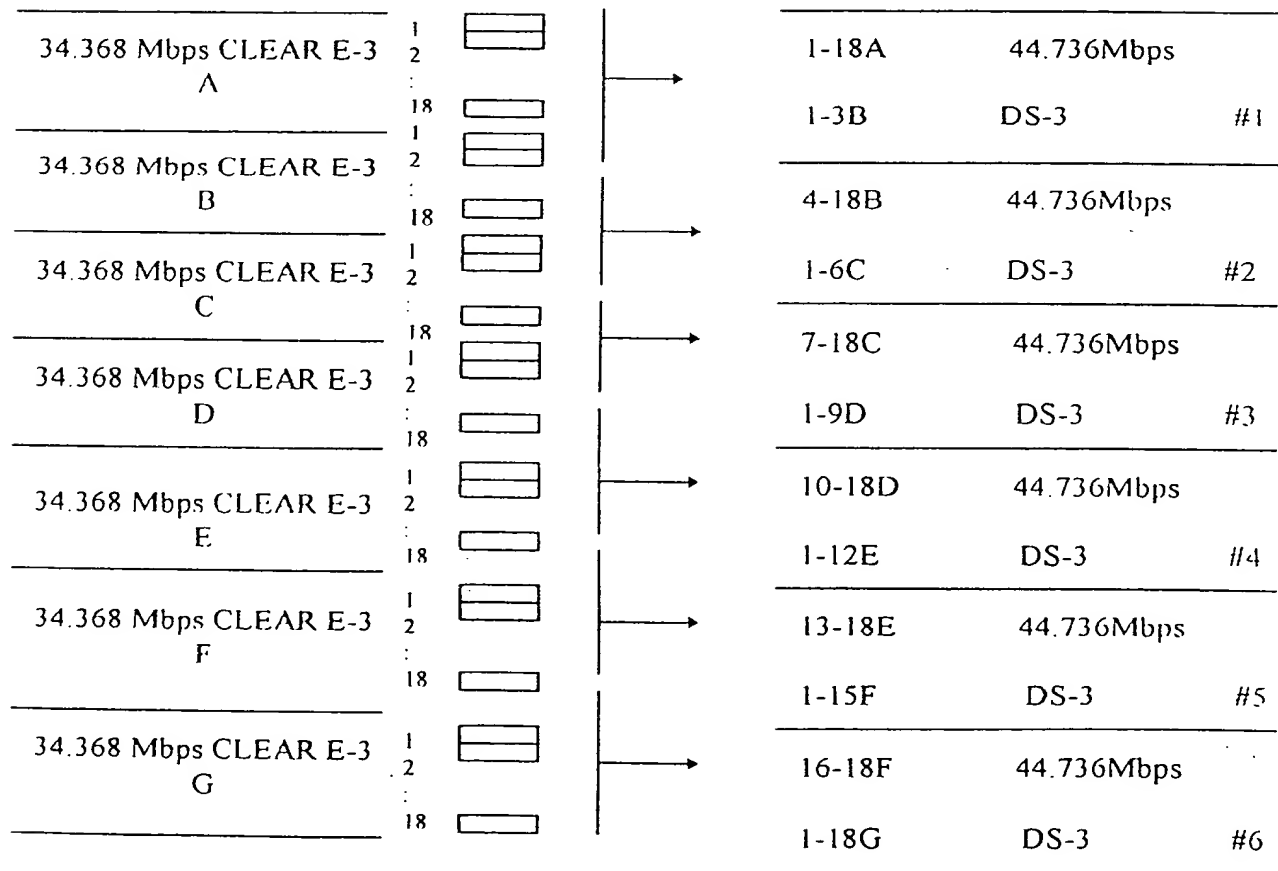 34.368 Mbps CLEAR E-3
A
1
2
:
18
34.368 Mbps CLEAR E-3
B
1
2
:
18
34.368 Mbps CLEAR E-3
C
1
2
:
18
34.368 Mbps CLEAR E-3
D
1
2
:
18
34.368 Mbps CLEAR E-3
E
1
2
:
18
34.368 Mbps CLEAR E-3
F
1
2
:
18
34.368 Mbps CLEAR E-3
G
1
2
:
18
1-18A 44.736Mbps
1-3B DS-3 #1
4-18B 44.736Mbps
1-6C DS-3 #2
7-18C 44.736Mbps
1-9D DS-3 #3
10-18D 44.736Mbps
1-12E DS-3 #4
13-18E 44.736Mbps
1-15F DS-3 #5
16-18F 44.736Mbps
1-18G DS-3 #6